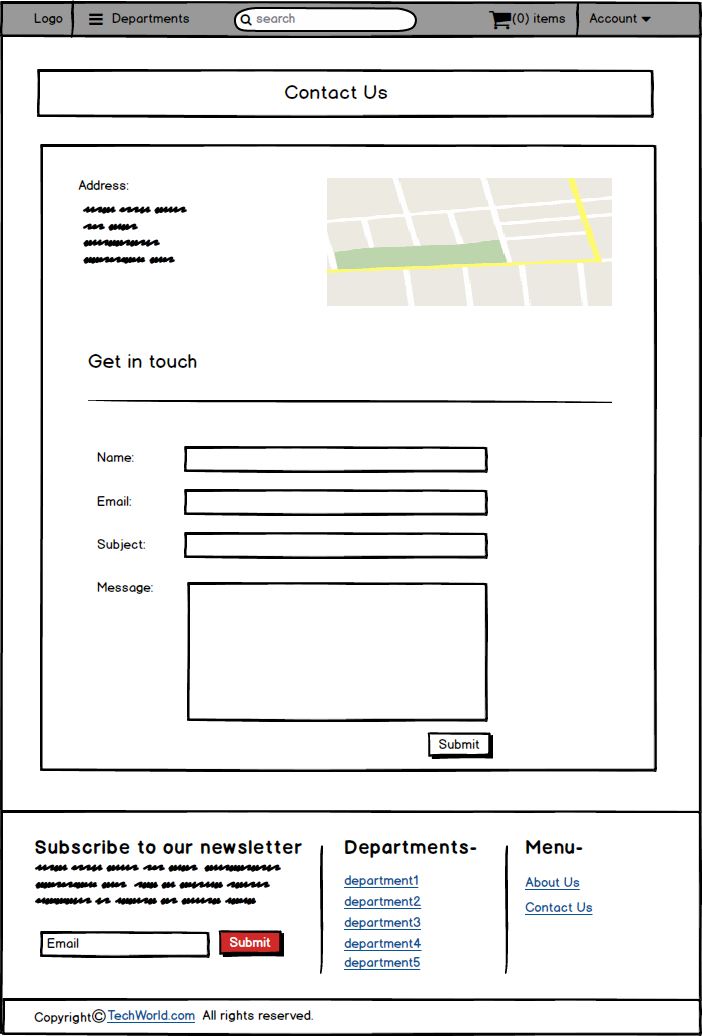 Logo
Departments
search
(0) items
Account
Contact Us
Address:
Get in touch
Name:
Email:
Subject:
Message:
Submit
Subscribe to our newsletter
Email
Submit
Departments-
department1
department2
department3
department4
department5
Menu-
About Us
Contact Us
Copyright© TechWorld.com All rights reserved.